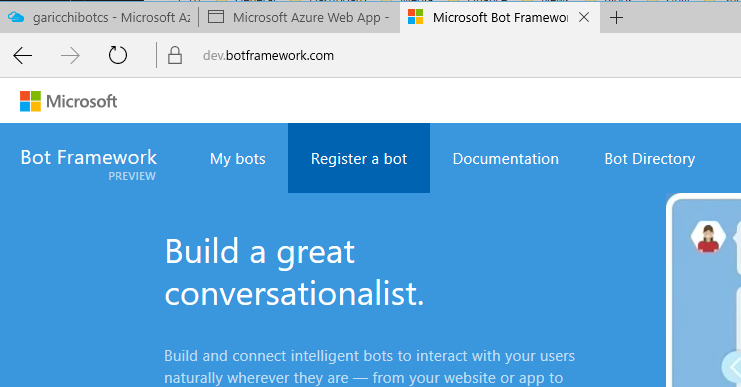 garicchibotcs - Microsoft Az
Microsoft Azure Web App -
Microsoft Bot Framewor
dev.botframework.com
Microsoft
Bot Framework
PREVIEW
My bots
Register a bot
Documentation
Bot Directory
Build a great
conversationalist.
Build and connect intelligent bots to interact with your users
naturally wherever they are — from your website or app to